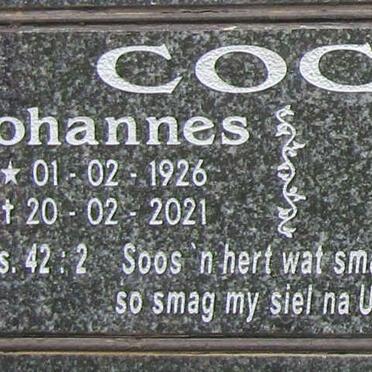 COC
ohannes
★ 01 - 02 - 1926
† 20 - 02 - 2021
s. 42 : 2 Soos `n hert wat sma
so smag my siel na U